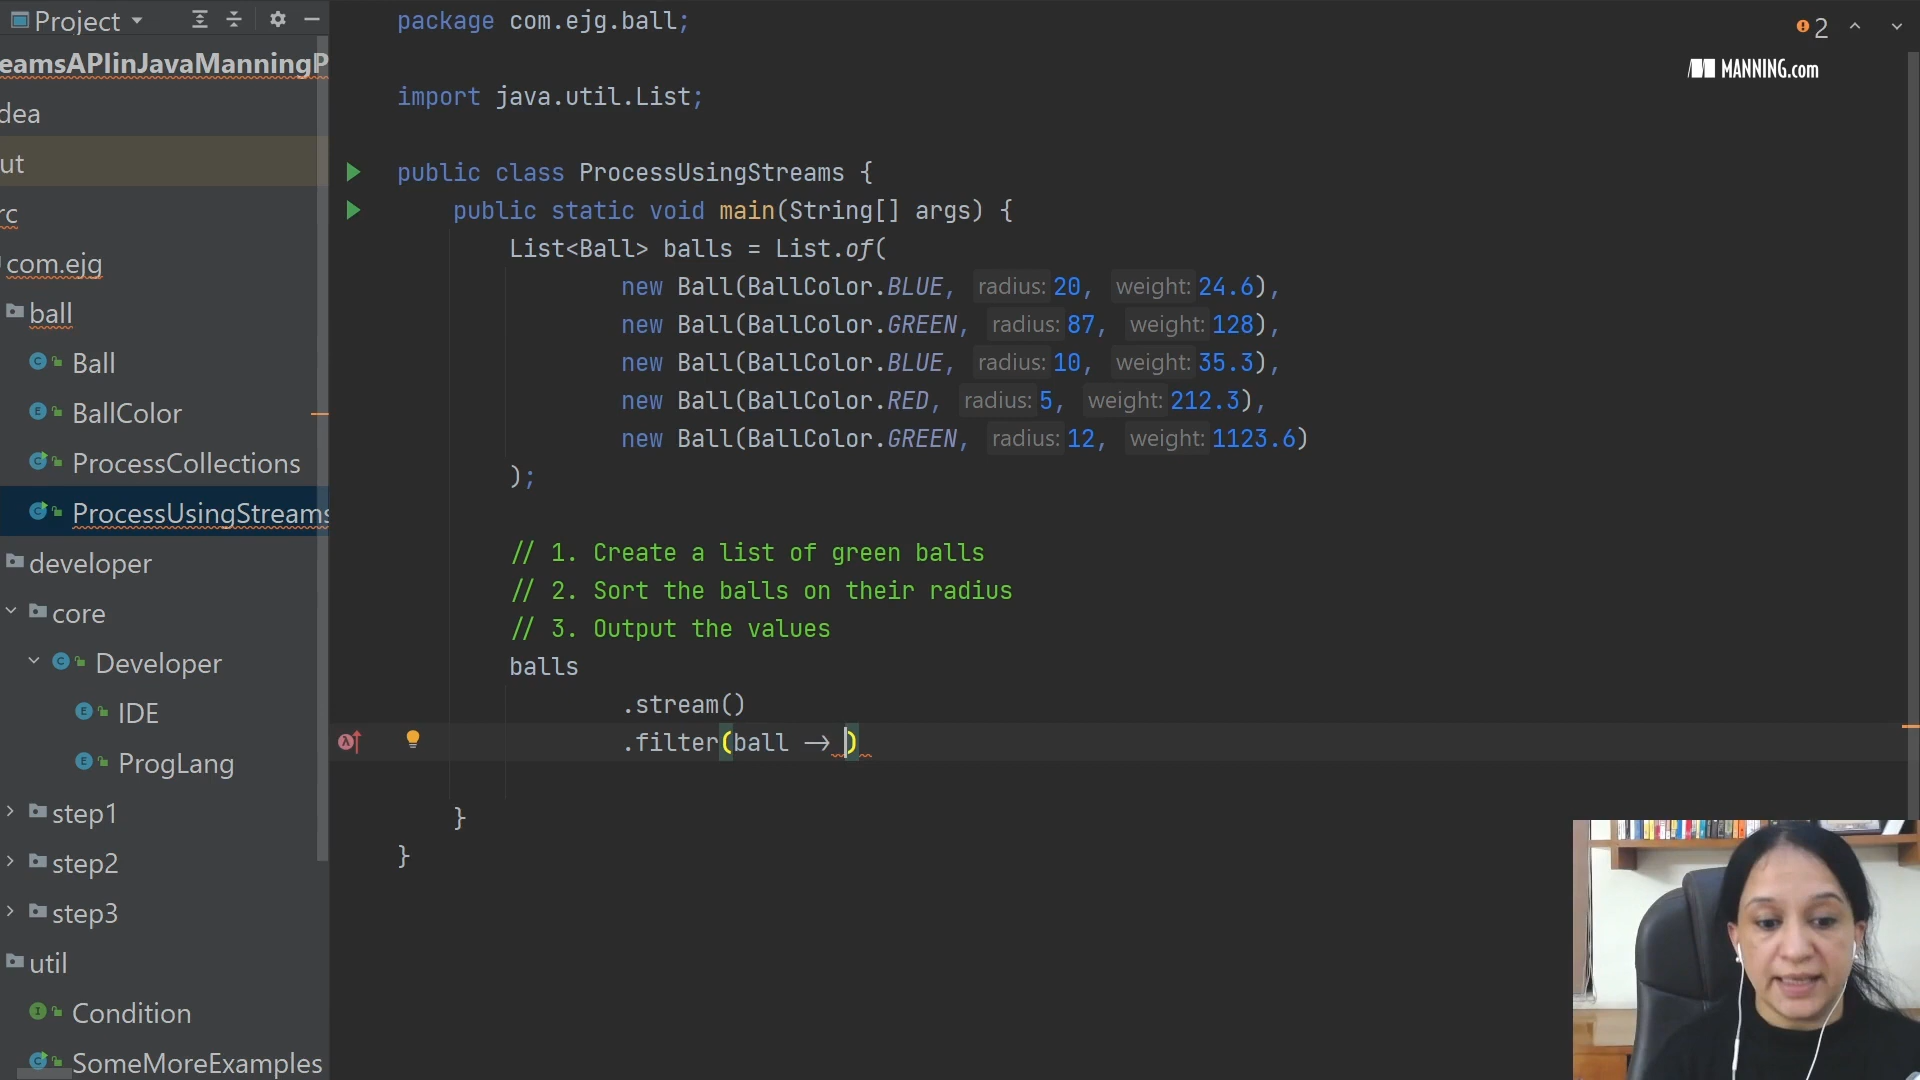 Project
eamsAPIinJavaManningP
dea
ut
rc
com.ejg
ball
Ball
BallColor
ProcessCollections
ProcessUsingStreams
developer
core
Developer
IDE
ProgLang
step1
step2
step3
util
Condition
SomeMoreExamples
package com.ejg.ball;
import java.util.List;
public class ProcessUsingStreams {
public static void main(String[] args) {
List<Ball> balls = List.of(
new Ball(BallColor.BLUE, radius: 20, weight: 24.6),
new Ball(BallColor.GREEN, radius: 87, weight: 128),
new Ball(BallColor.BLUE, radius: 10, weight: 35.3),
new Ball(BallColor.RED, radius: 5, weight: 212.3),
new Ball(BallColor.GREEN, radius: 12, weight: 1123.6)
);
// 1. Create a list of green balls
// 2. Sort the balls on their radius
// 3. Output the values
balls
.stream()
.filter(ball -> )
}
}
2
MANNING.com